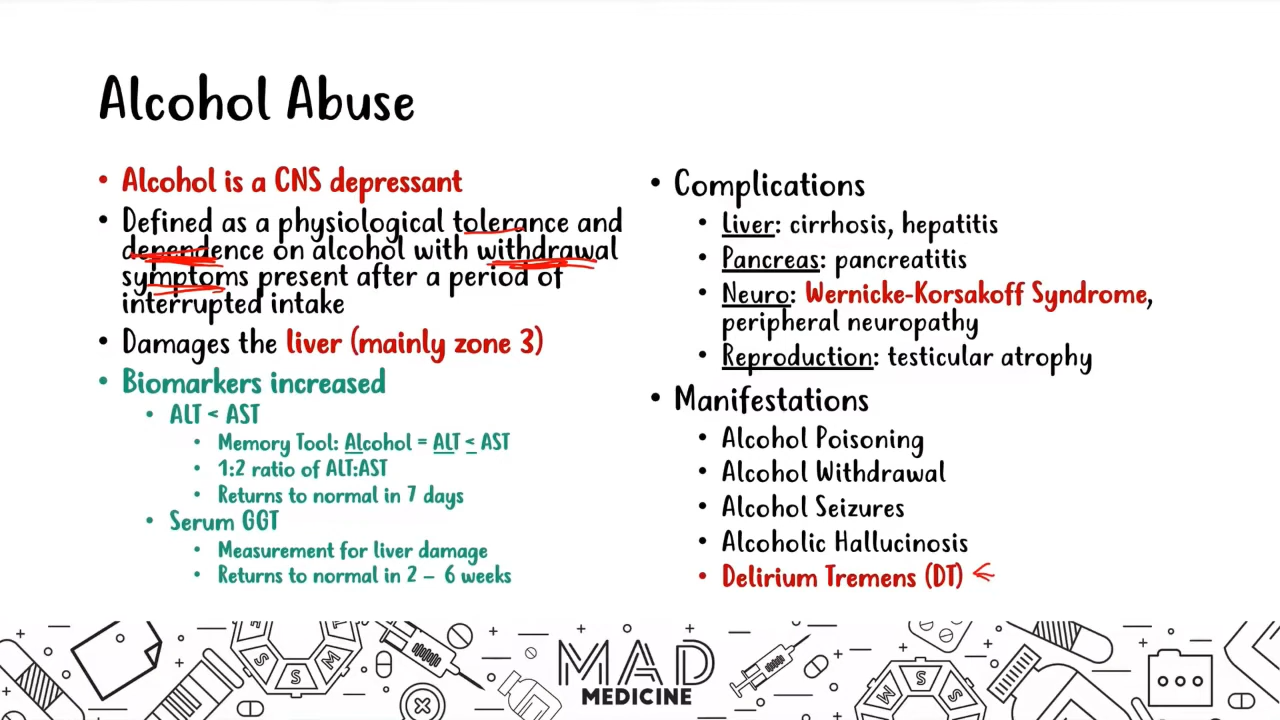 Alcohol Abuse
• Alcohol is a CNS depressant
• Defined as a physiological tolerance and
dependence on alcohol with withdrawal
symptoms present after a period of
interrupted intake
• Damages the liver (mainly zone 3)
• Biomarkers increased
• ALT < AST
• Memory Tool: Alcohol = ALT < AST
• 1:2 ratio of ALT:AST
• Returns to normal in 7 days
• Serum GGT
• Measurement for liver damage
• Returns to normal in 2 – 6 weeks
• Complications
• Liver: cirrhosis, hepatitis
• Pancreas: pancreatitis
• Neuro: Wernicke-Korsakoff Syndrome,
peripheral neuropathy
• Reproduction: testicular atrophy
• Manifestations
• Alcohol Poisoning
• Alcohol Withdrawal
• Alcohol Seizures
• Alcoholic Hallucinosis
• Delirium Tremens (DT)
MAD
MEDICINE